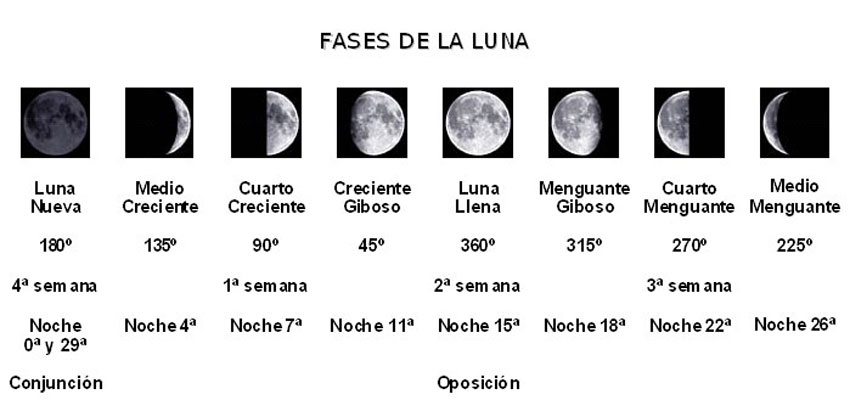 FASES DE LA LUNA
Luna Nueva
Medio Creciente
Cuarto Creciente
Creciente Giboso
Luna Llena
Menguante Giboso
Cuarto Menguante
Medio Menguante
180º 135º 90º 45º 360º 315º 270º 225º
4ª semana 1ª semana 2ª semana 3ª semana
Noche 0ª y 29ª
Noche 4ª
Noche 7ª
Noche 11ª
Noche 15ª
Noche 18ª
Noche 22ª
Noche 26ª
Conjunción Oposición